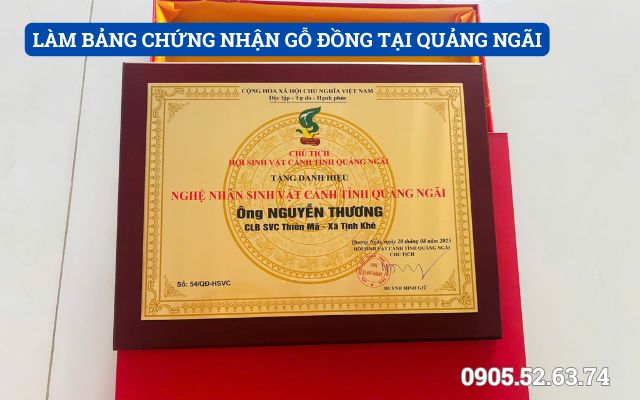 LÀM BẢNG CHỨNG NHẬN GỖ ĐỒNG TẠI QUẢNG NGÃI
CỘNG HÒA XÃ HỘI CHỦ NGHĨA VIỆT NAM
Độc lập - Tự do - Hạnh phúc
CHỦ TỊCH
HỘI SINH VẬT CẢNH TỈNH QUẢNG NGÃI
TẶNG DANH HIỆU
NGHỆ NHÂN SINH VẬT CẢNH TỈNH QUẢNG NGÃI
Ông NGUYỄN THƯƠNG
CLB SVC Thiên Mã - Xã Tịnh Khê
Quảng Ngãi, ngày 20 tháng 08 năm 2025
HỘI SINH VẬT CẢNH TỈNH QUẢNG NGÃI
CHỦ TỊCH
HUỲNH MINH GIỮ
Số: 54/QĐ-HSVC
0905.52.63.74